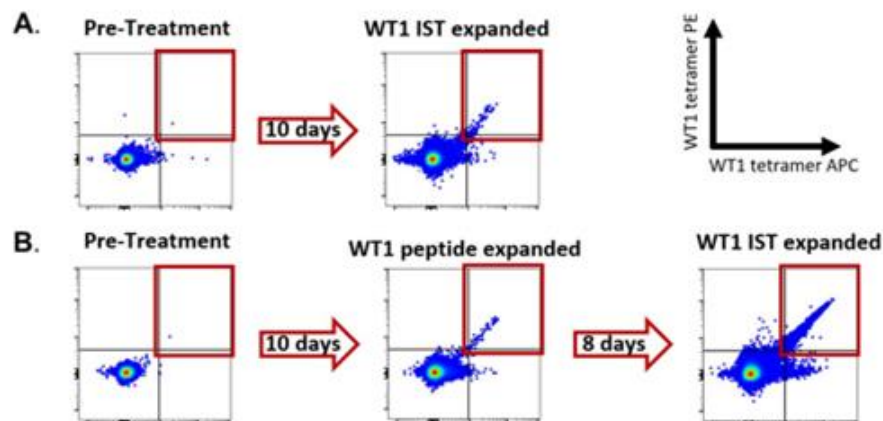 A.
Pre-Treatment
WT1 IST expanded
10 days
WT1 tetramer PE
WT1 tetramer APC
B.
Pre-Treatment
WT1 peptide expanded
WT1 IST expanded
10 days
8 days